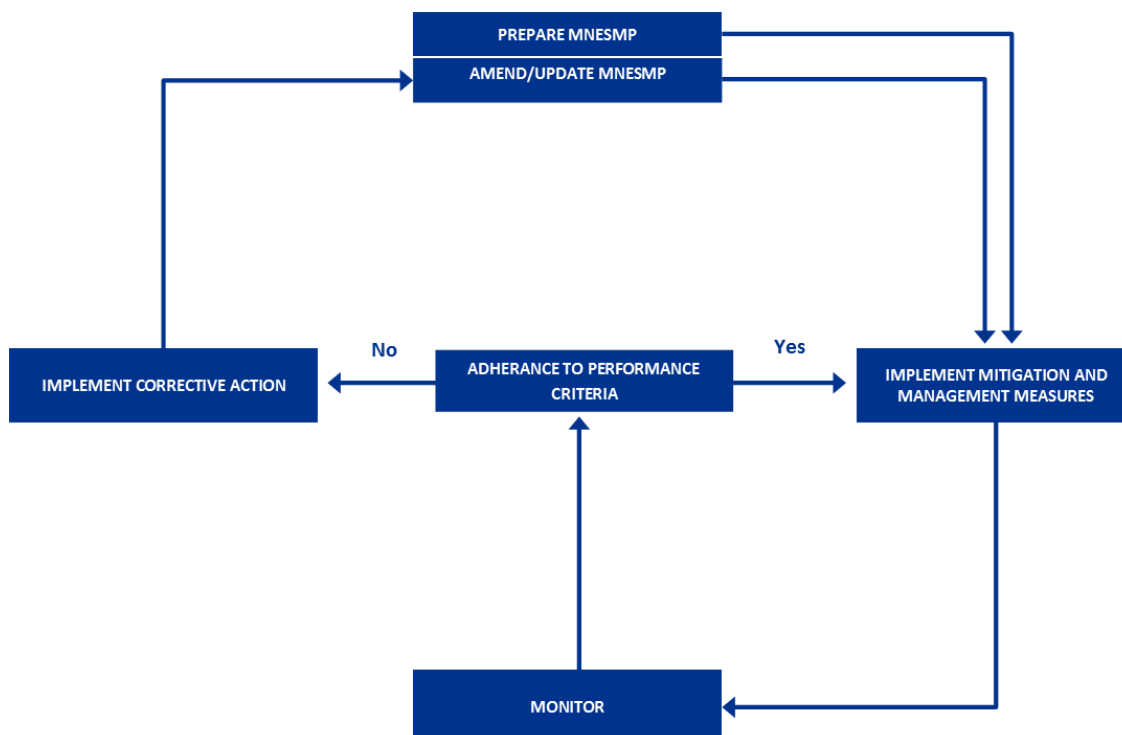 PREPARE MNESMP
AMEND/UPDATE MNESMP
No
Yes
IMPLEMENT CORRECTIVE ACTION
ADHERANCE TO PERFORMANCE
CRITERIA
IMPLEMENT MITIGATION AND
MANAGEMENT MEASURES
MONITOR